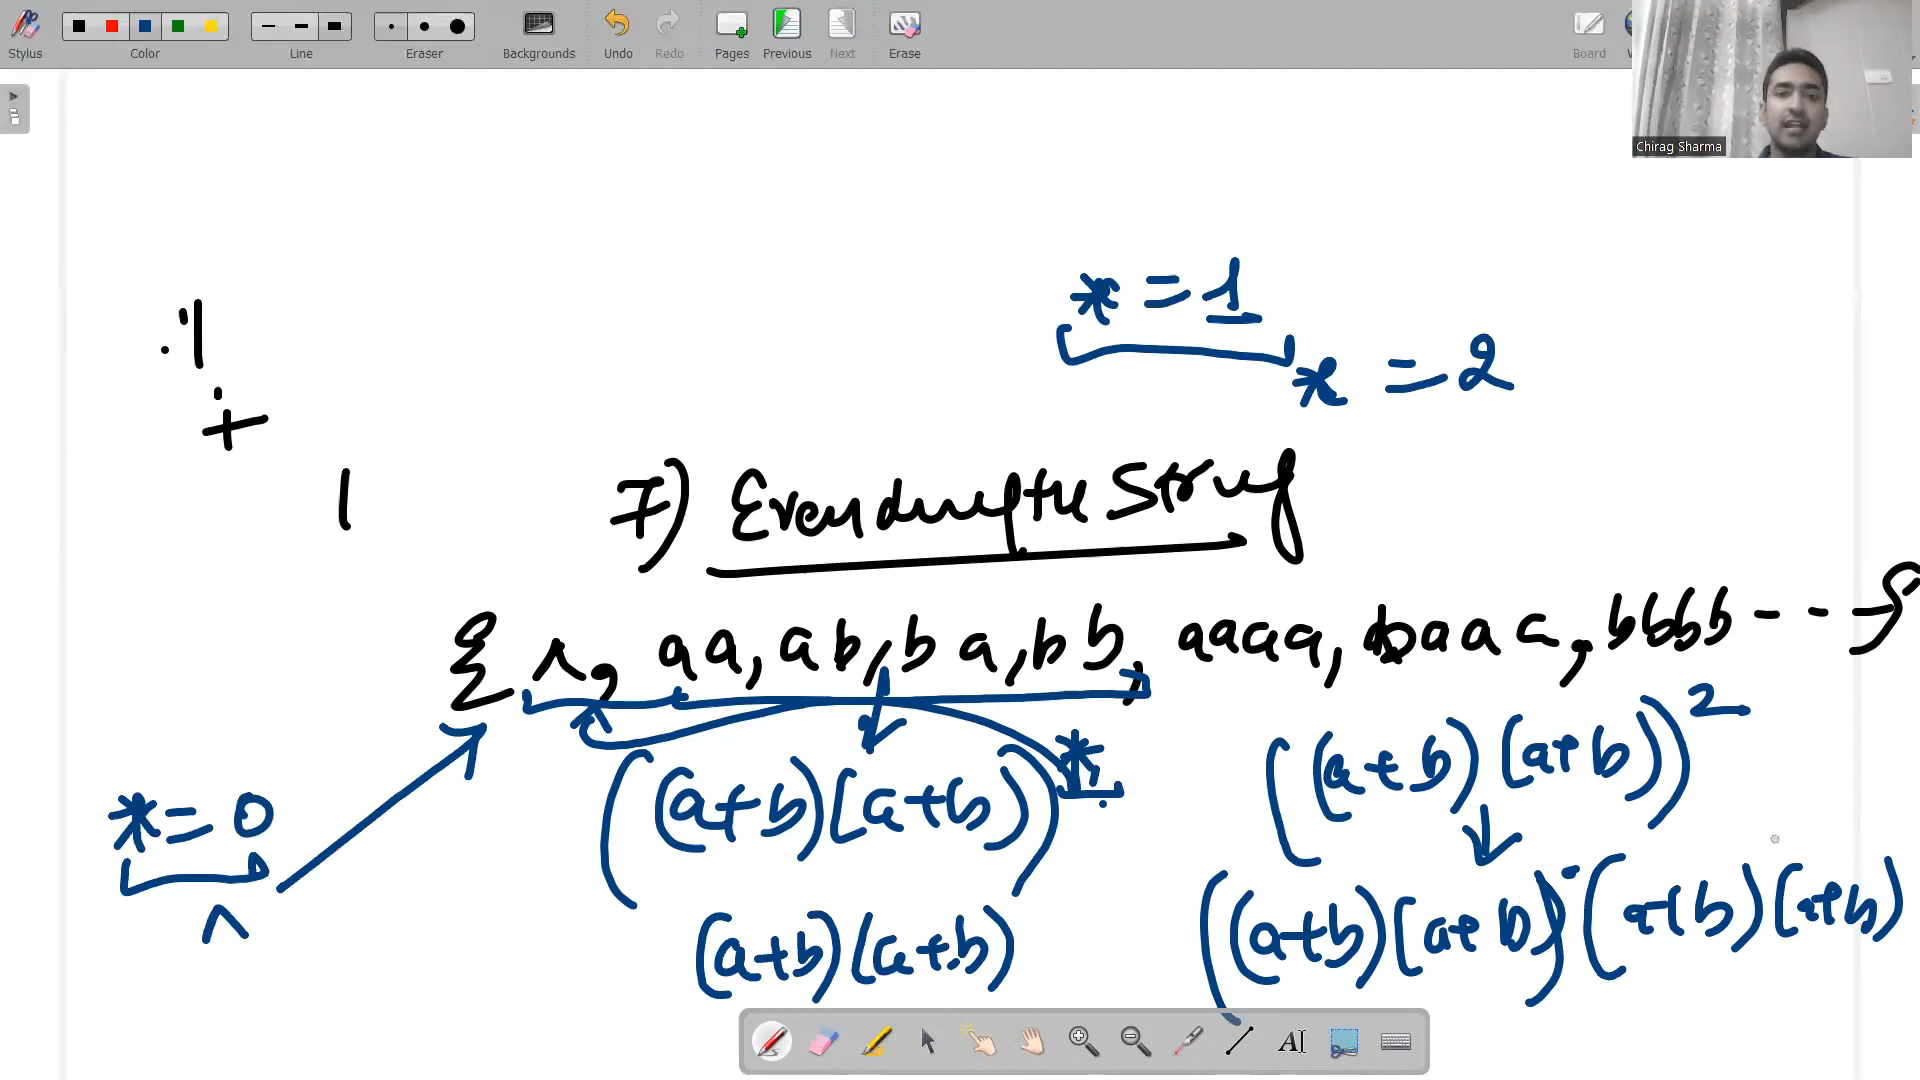 Stylus Color Line Eraser Backgrounds Undo Redo Pages Previous Next Erase Board
Chirag Sharma
* = 1
* = 2
7) Even length String
{ ^, aa, ab, ba, bb, aaaa, baaa, bbbb - - - }
* = 0
^
((a+b)(a+b))*
((a+b)(a+b))2
(a+b)(a+b)
((a+b)(a+b)).(a+b)(a+b)